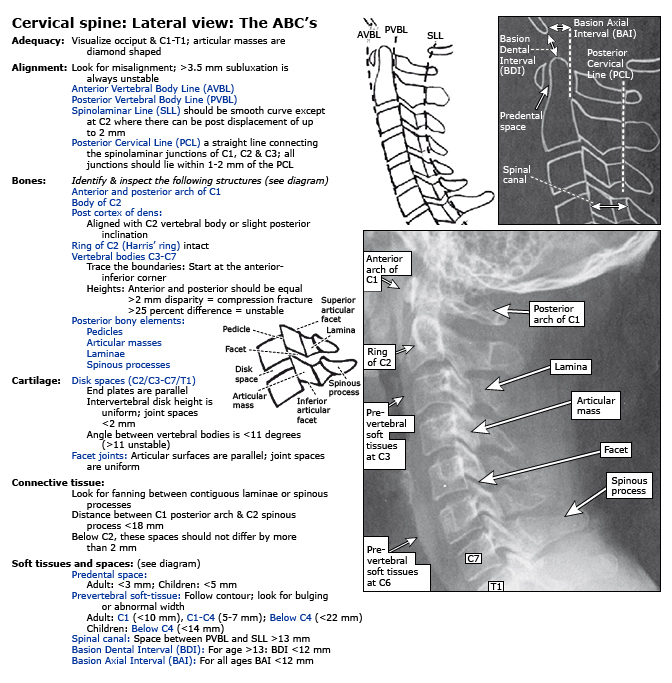 Cervical spine: Lateral view: The ABC's
Adequacy: Visualize occiput & C1-T1; articular masses are
diamond shaped
Alignment: Look for misalignment; >3.5 mm subluxation is
always unstable
Anterior Vertebral Body Line (AVBL)
Posterior Vertebral Body Line (PVBL)
Spinolaminar Line (SLL) should be smooth curve except
at C2 where there can be post displacement of up
to 2 mm
Posterior Cervical Line (PCL) a straight line connecting
the spinolaminar junctions of C1, C2 & C3; all
junctions should lie within 1-2 mm of the PCL
Bones: Identify & inspect the following structures (see diagram)
Anterior and posterior arch of C1
Body of C2
Post cortex of dens:
Aligned with C2 vertebral body or slight posterior
inclination
Ring of C2 (Harris' ring) intact
Vertebral bodies C3-C7
Trace the boundaries: Start at the anterior-
inferior corner
Heights: Anterior and posterior should be equal
>2 mm disparity = compression fracture
>25 percent difference = unstable
Posterior bony elements:
Pedicles
Articular masses
Laminae
Spinous processes
Cartilage: Disk spaces (C2/C3-C7/T1)
End plates are parallel
Intervertebral disk height is
uniform; joint spaces
<2 mm
Angle between vertebral bodies is <11 degrees
(>11 unstable)
Facet joints: Articular surfaces are parallel; joint spaces
are uniform
Connective tissue:
Look for fanning between contiguous laminae or spinous
processes
Distance between C1 posterior arch & C2 spinous
process <18 mm
Below C2, these spaces should not differ by more
than 2 mm
Soft tissues and spaces: (see diagram)
Predental space:
Adult: <3 mm; Children: <5 mm
Prevertebral soft-tissue: Follow contour; look for bulging
or abnormal width
Adult: C1 (<10 mm), C1-C4 (5-7 mm); Below C4 (<22 mm)
Children: Below C4 (<14 mm)
Spinal canal: Space between PVBL and SLL >13 mm
Basion Dental Interval (BDI): For age >13: BDI <12 mm
Basion Axial Interval (BAI): For all ages BAI <12 mm
Superior
articular
facet
Pedicle
Lamina
Facet
Disk
space
Articular
mass
Inferior
articular
facet
Spinous
process
AVBL
PVBL
SLL
Basion Axial
Interval (BAI)
Basion
Dental
Interval
(BDI)
Posterior
Cervical
Line (PCL)
Predental
space
Spinal
canal
Anterior
arch of
C1
Posterior
arch of C1
Ring
of C2
Lamina
Articular
mass
Pre-
vertebral
soft
tissues
at C3
Facet
Spinous
process
Pre-
vertebral
soft tissues
at C6
C7
T1